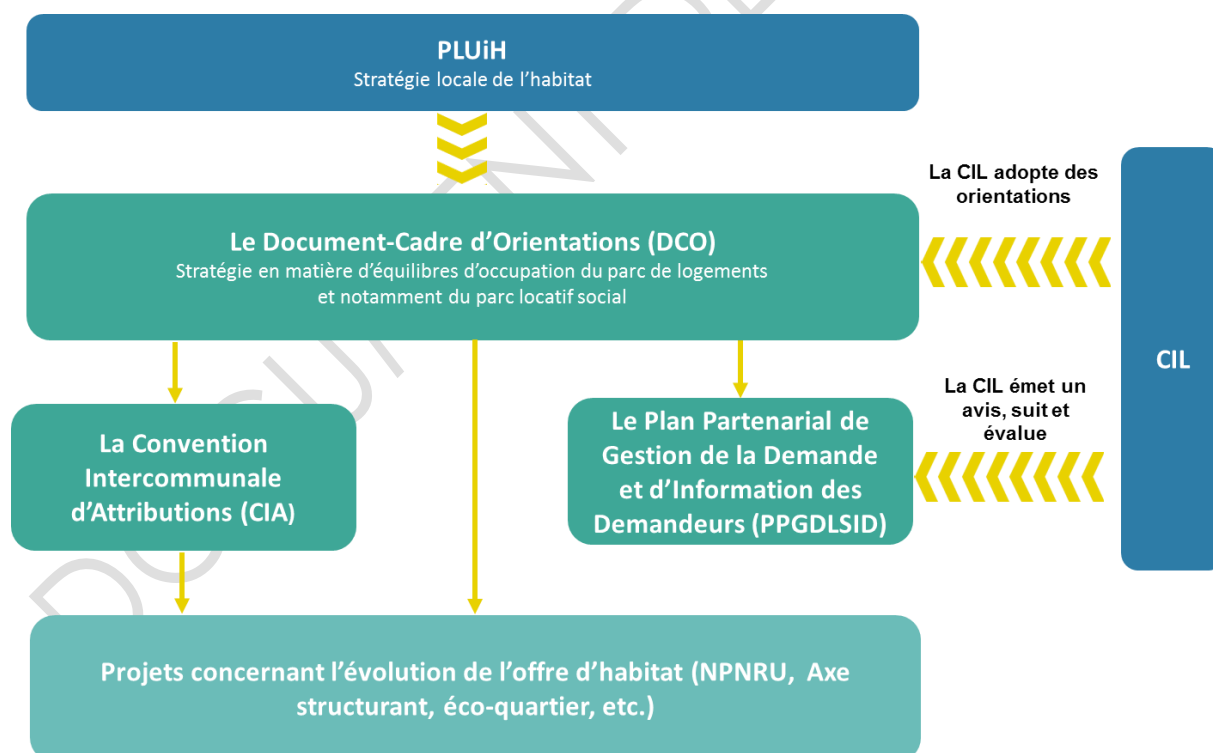 PLUiH
Stratégie locale de l'habitat
La CIL adopte des
orientations
Le Document-Cadre d'Orientations (DCO)
Stratégie en matière d'équilibres d'occupation du parc de logements
et notamment du parc locatif social
CIL
La CIL émet un
avis, suit et
évalue
La Convention
Intercommunale
d'Attributions (CIA)
Le Plan Partenarial de
Gestion de la Demande
et d'Information des
Demandeurs (PPGDLSID)
Projets concernant l'évolution de l'offre d'habitat (NPNRU, Axe
structurant, éco-quartier, etc.)